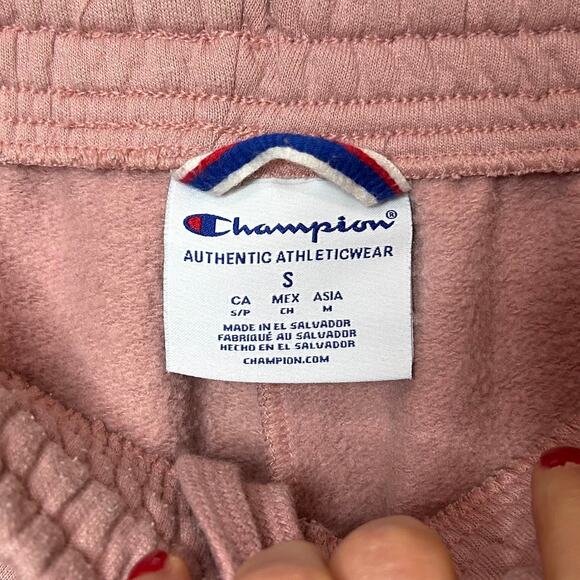 Champion®
AUTHENTIC ATHLETICWEAR
S
CA MEX ASIA
S/P CH M
MADE IN EL SALVADOR
FABRIQUÉ AU SALVADOR
HECHO EN EL SALVADOR
CHAMPION.COM